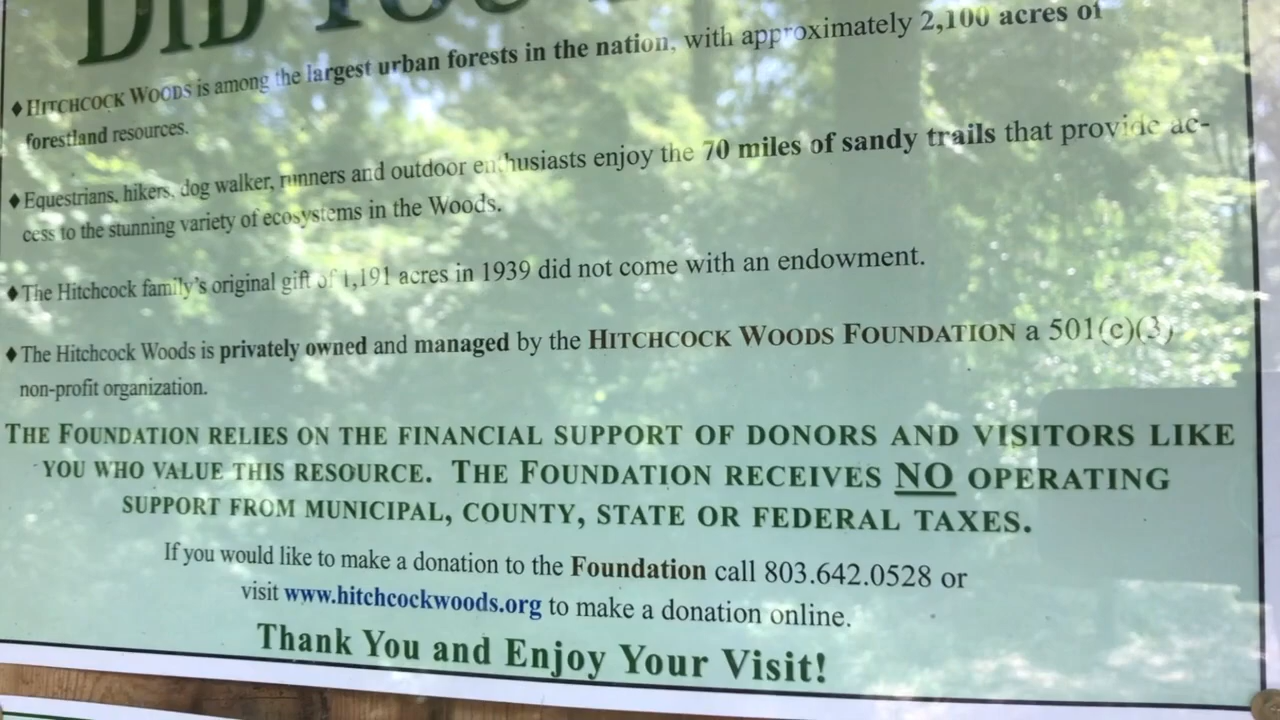 DID YOU
♦ HITCHCOCK WOODS is among the largest urban forests in the nation, with approximately 2,100 acres of
forestland resources.
♦ Equestrians, hikers, dog walker, runners and outdoor enthusiasts enjoy the 70 miles of sandy trails that provide ac-
cess to the stunning variety of ecosystems in the Woods.
♦ The Hitchcock family's original gift of 1,191 acres in 1939 did not come with an endowment.
♦ The Hitchcock Woods is privately owned and managed by the HITCHCOCK WOODS FOUNDATION a 501(c)(3)
non-profit organization.
THE FOUNDATION RELIES ON THE FINANCIAL SUPPORT OF DONORS AND VISITORS LIKE
YOU WHO VALUE THIS RESOURCE. THE FOUNDATION RECEIVES NO OPERATING
SUPPORT FROM MUNICIPAL, COUNTY, STATE OR FEDERAL TAXES.
If you would like to make a donation to the Foundation call 803.642.0528 or
visit www.hitchcockwoods.org to make a donation online.
Thank You and Enjoy Your Visit!